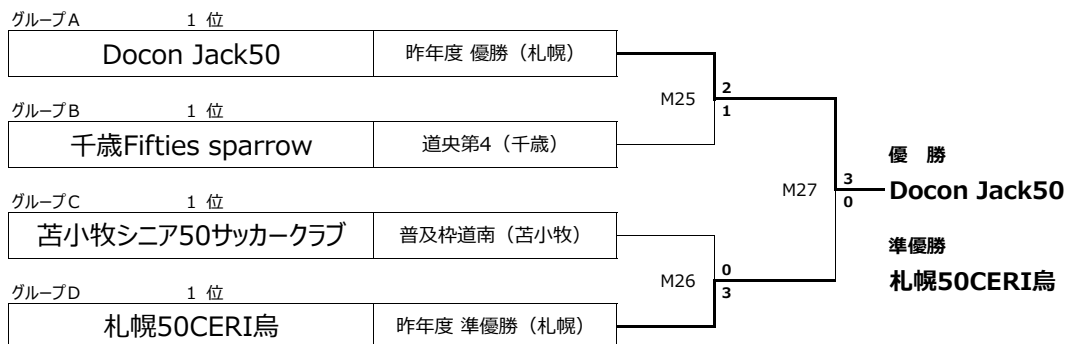 グループA 1 位
Docon Jack50 昨年度 優勝（札幌）
M25 2
1
グループB 1 位
千歳Fifties sparrow 道央第4（千歳）
優 勝
M27 3 Docon Jack50
0
グループC 1 位
苫小牧シニア50サッカークラブ 普及枠道南（苫小牧）
準優勝
M26 0
3
札幌50CERI烏
グループD 1 位
札幌50CERI烏 昨年度 準優勝（札幌）